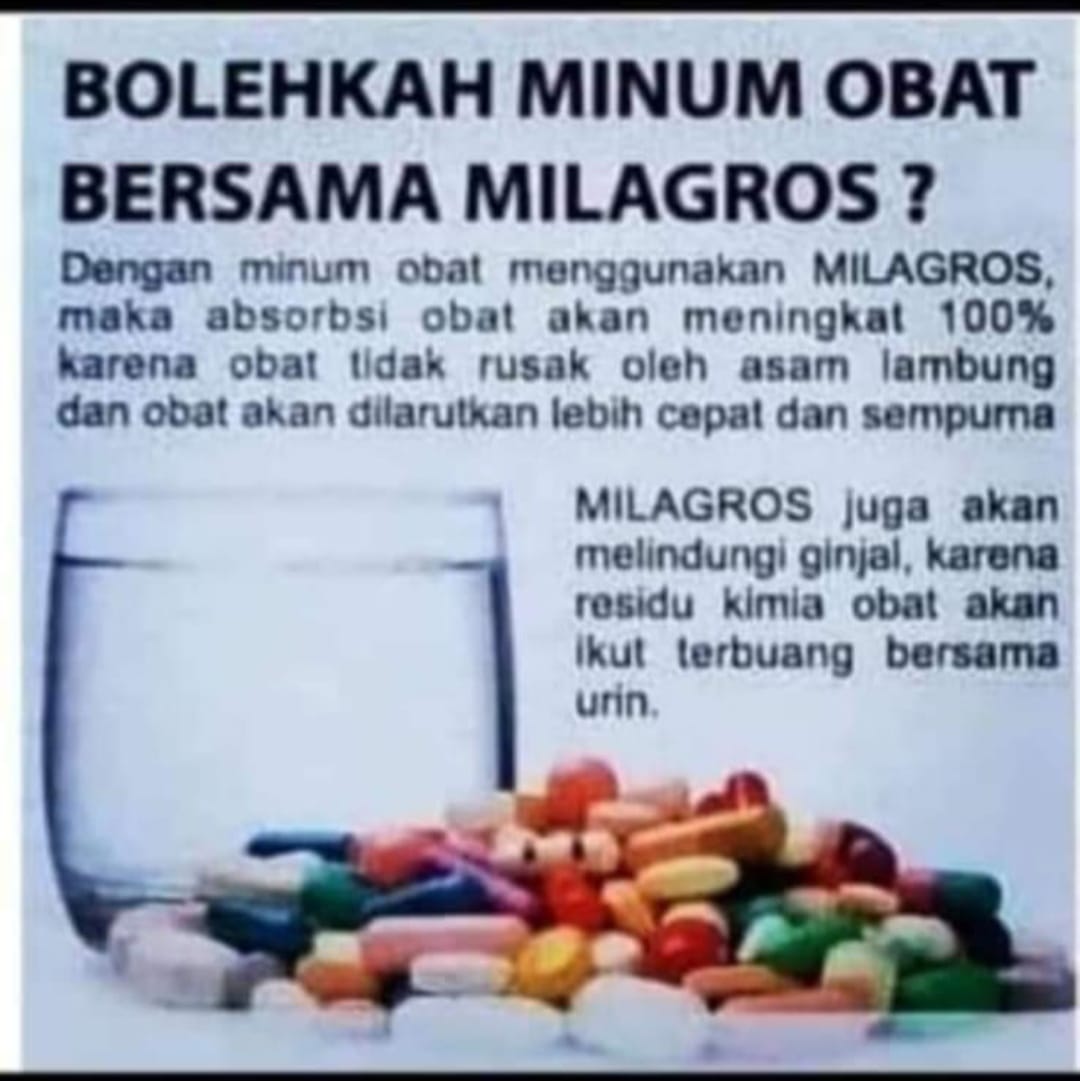 BOLEHKAH MINUM OBAT
BERSAMA MILAGROS ?
Dengan minum obat menggunakan MILAGROS,
maka absorbsi obat akan meningkat 100%
karena obat tidak rusak oleh asam lambung
dan obat akan dilarutkan lebih cepat dan sempurna
MILAGROS juga akan
melindungi ginjal, karena
residu kimia obat akan
ikut terbuang bersama
urin.